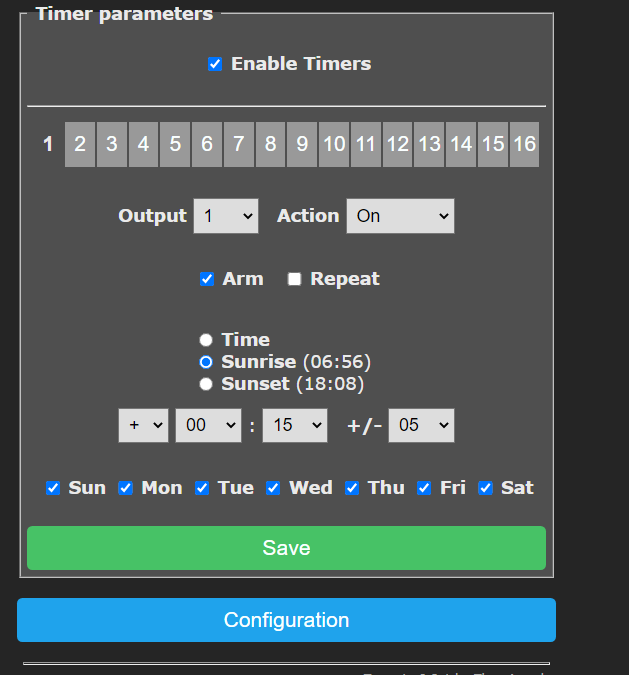 Timer parameters
Enable Timers
1 2 3 4 5 6 7 8 9 10 11 12 13 14 15 16
Output 1 Action On
Arm Repeat
Time
Sunrise (06:56)
Sunset (18:08)
+ 00 : 15 +/- 05
Sun Mon Tue Wed Thu Fri Sat
Save
Configuration